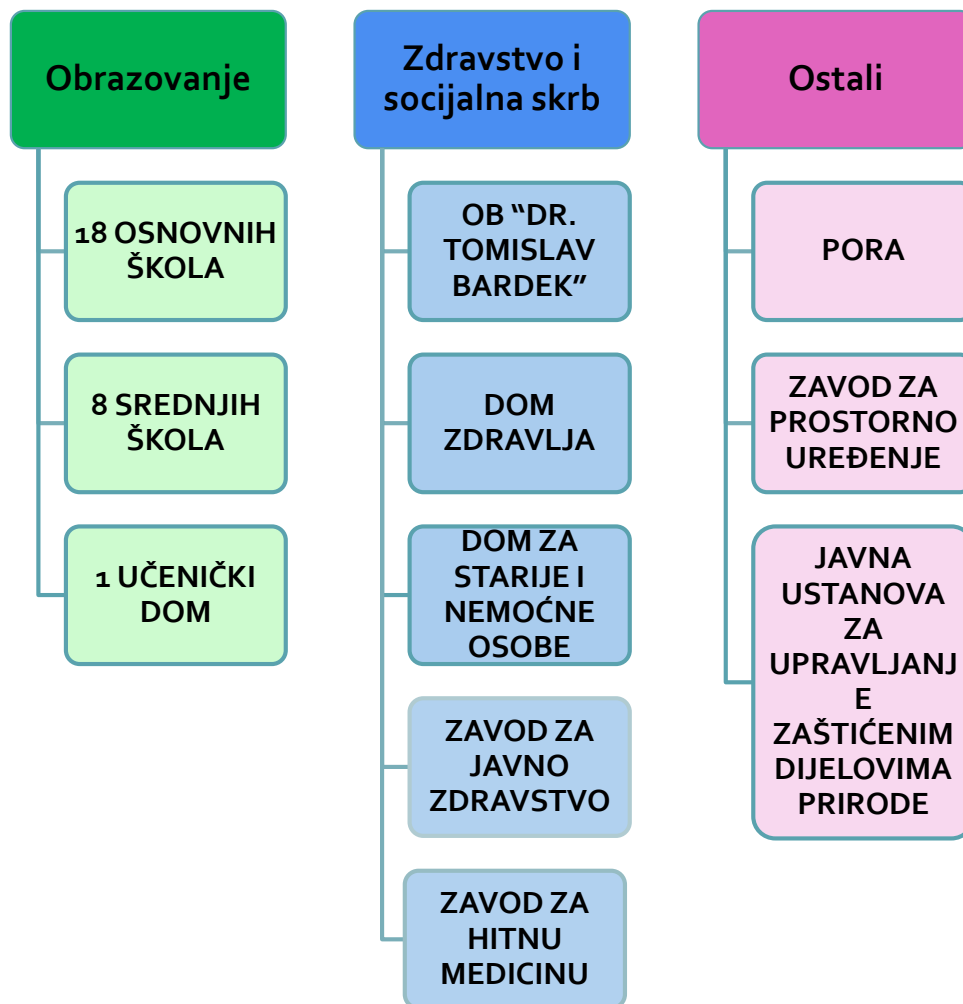 Obrazovanje
18 OSNOVNIH
ŠKOLA
8 SREDNJIH
ŠKOLA
1 UČENIČKI
DOM
Zdravstvo i
socijalna skrb
OB “DR.
TOMISLAV
BARDEK”
DOM
ZDRAVLJA
DOM ZA
STARIJE I
NEMOĆNE
OSOBE
ZAVOD ZA
JAVNO
ZDRAVSTVO
ZAVOD ZA
HITNU
MEDICINU
Ostali
PORA
ZAVOD ZA
PROSTORNO
UREĐENJE
JAVNA
USTANOVA
ZA
UPRAVLJANJ
E
ZAŠTIĆENIM
DIJELOVIMA
PRIRODE